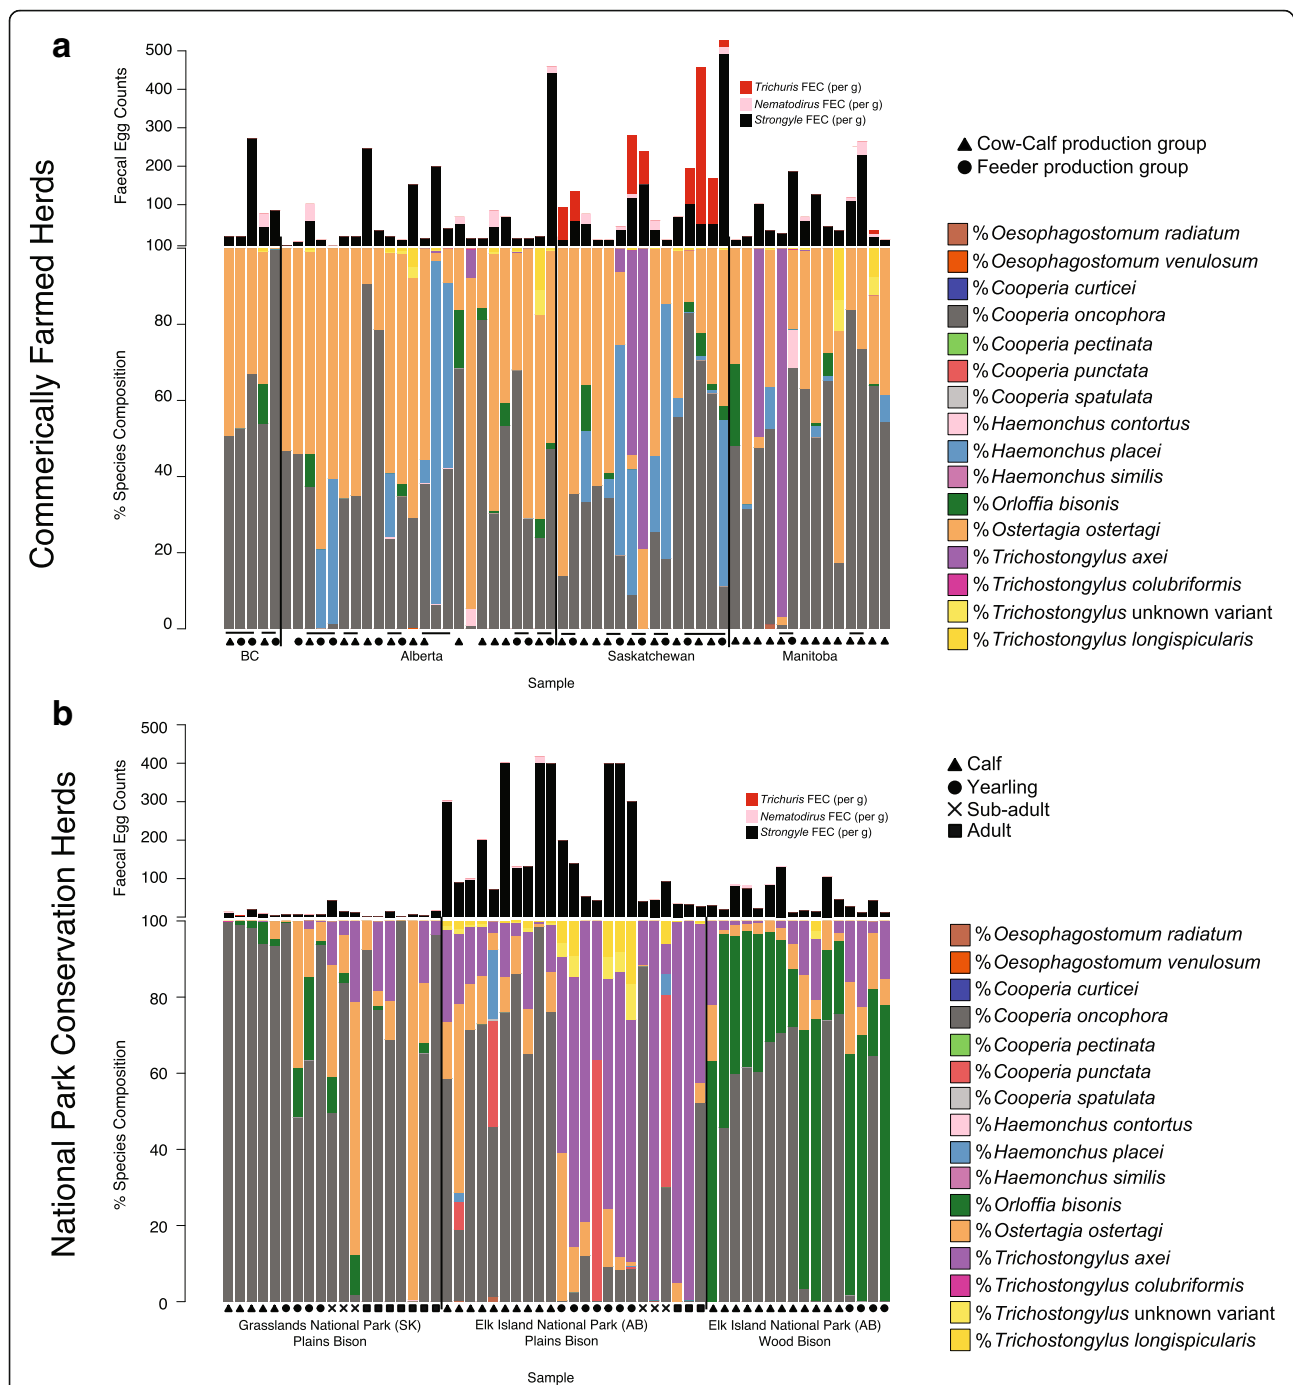 a
Commerically Farmed Herds
Faecal Egg Counts
500
400
300
200
100
Trichuris FEC (per g)
Nematodirus FEC (per g)
Strongyle FEC (per g)
Cow-Calf production group
Feeder production group
% Species Composition
100
80
60
40
20
0
BC
Alberta
Saskatchewan
Manitoba
Sample
% Oesophagostomum radiatum
% Oesophagostomum venulosum
% Cooperia curticei
% Cooperia oncophora
% Cooperia pectinata
% Cooperia punctata
% Cooperia spatulata
% Haemonchus contortus
% Haemonchus placei
% Haemonchus similis
% Orloffia bisonis
% Ostertagia ostertagi
% Trichostongylus axei
% Trichostongylus colubriformis
% Trichostongylus unknown variant
% Trichostongylus longispicularis
b
National Park Conservation Herds
Faecal Egg Counts
500
400
300
200
100
Trichuris FEC (per g)
Nematodirus FEC (per g)
Strongyle FEC (per g)
Calf
Yearling
Sub-adult
Adult
% Species Composition
100
80
60
40
20
0
Grasslands National Park (SK)
Plains Bison
Elk Island National Park (AB)
Plains Bison
Elk Island National Park (AB)
Wood Bison
Sample
% Oesophagostomum radiatum
% Oesophagostomum venulosum
% Cooperia curticei
% Cooperia oncophora
% Cooperia pectinata
% Cooperia punctata
% Cooperia spatulata
% Haemonchus contortus
% Haemonchus placei
% Haemonchus similis
% Orloffia bisonis
% Ostertagia ostertagi
% Trichostongylus axei
% Trichostongylus colubriformis
% Trichostongylus unknown variant
% Trichostongylus longispicularis